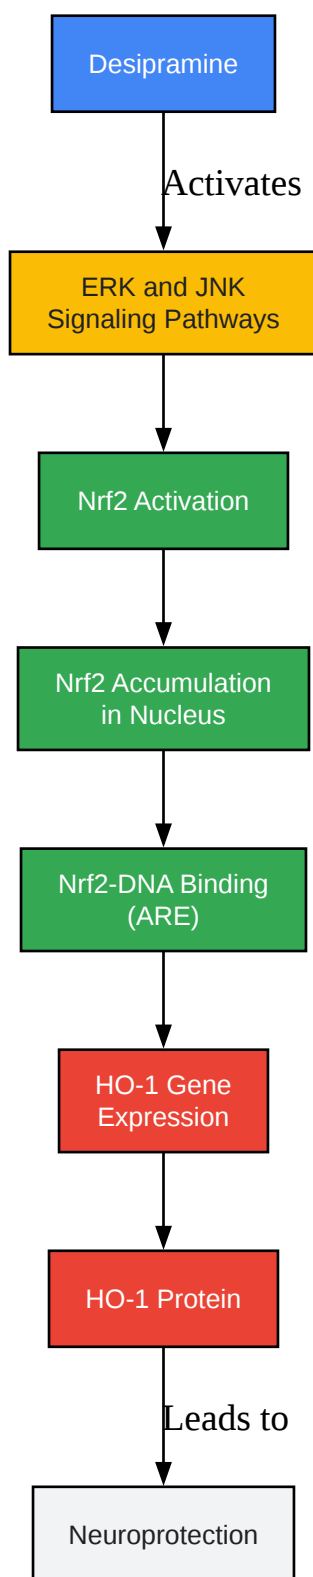 Desipramine
Activates
ERK and JNK
Signaling Pathways
Nrf2 Activation
Nrf2 Accumulation
in Nucleus
Nrf2-DNA Binding
(ARE)
HO-1 Gene
Expression
HO-1 Protein
Leads to
Neuroprotection